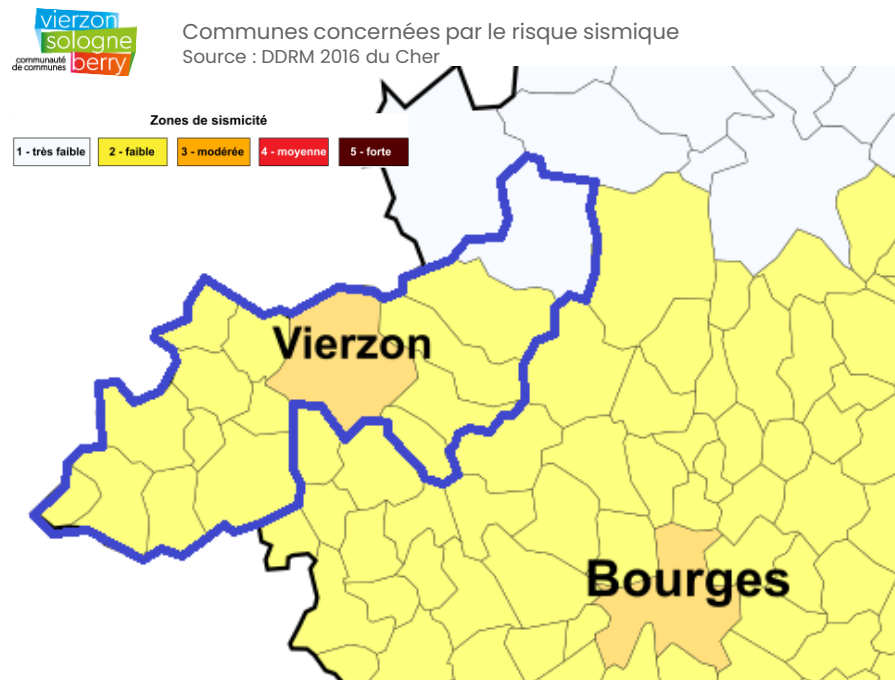 vierzon
sologne
communauté
de communes
berry
Communes concernées par le risque sismique
Source : DDRM 2016 du Cher
Zones de sismicité
1 - très faible
2 - faible
3 - modérée
4 - moyenne
5 - forte
Vierzon
Bourges